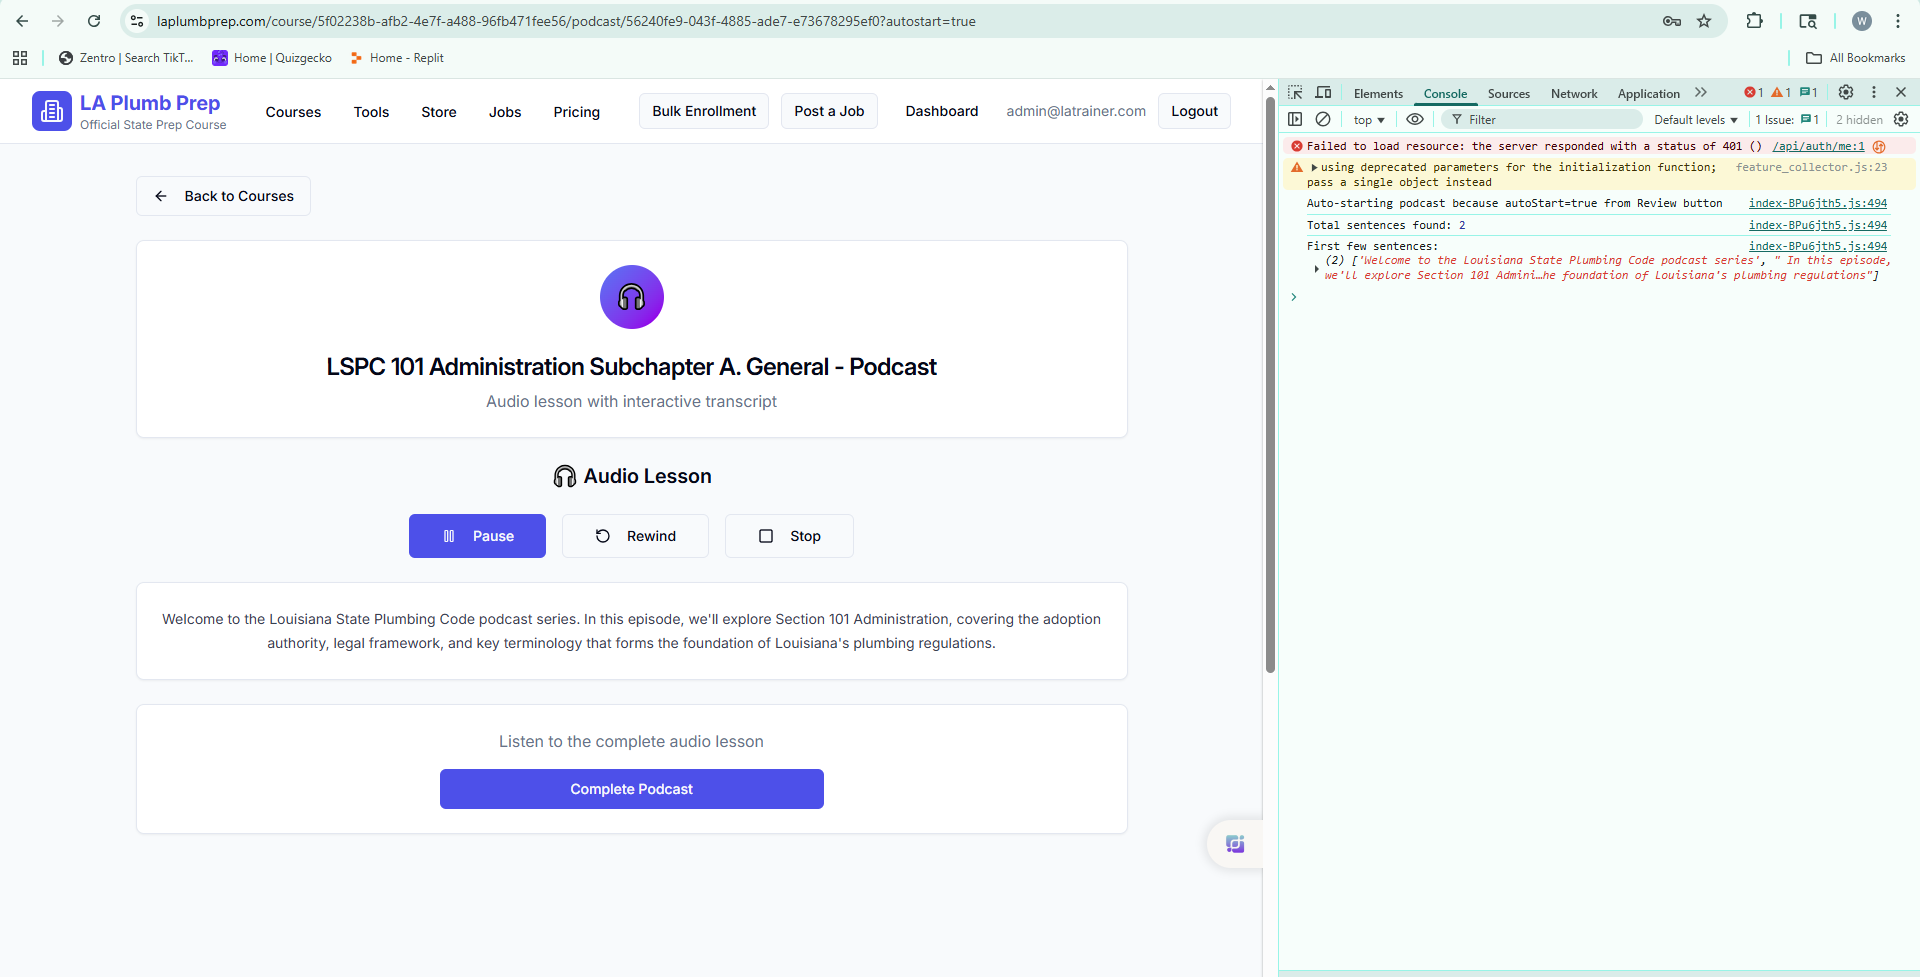 laplumbprep.com/course/5f02238b-afb2-4e7f-a488-96fb471fee56/podcast/56240fe9-043f-4885-ade7-e73678295ef0?autostart=true
W
Zentro | Search TikT...
Home | Quizgecko
Home - Replit
All Bookmarks
LA Plumb Prep
Official State Prep Course
Courses
Tools
Store
Jobs
Pricing
Bulk Enrollment
Post a Job
Dashboard
admin@latrainer.com
Logout
Back to Courses
LSPC 101 Administration Subchapter A. General - Podcast
Audio lesson with interactive transcript
Audio Lesson
Pause
Rewind
Stop
Welcome to the Louisiana State Plumbing Code podcast series. In this episode, we'll explore Section 101 Administration, covering the adoption
authority, legal framework, and key terminology that forms the foundation of Louisiana's plumbing regulations.
Listen to the complete audio lesson
Complete Podcast
Elements
Console
Sources
Network
Application
1
1
1
top
Filter
Default levels
1 Issue:
1
2 hidden
Failed to load resource: the server responded with a status of 401 () /api/auth/me:1
using deprecated parameters for the initialization function; feature_collector.js:23
pass a single object instead
Auto-starting podcast because autoStart=true from Review button index-BPu6jth5.js:494
Total sentences found: 2 index-BPu6jth5.js:494
First few sentences: index-BPu6jth5.js:494
(2) ['Welcome to the Louisiana State Plumbing Code podcast series', " In this episode,
we'll explore Section 101 Admini…he foundation of Louisiana's plumbing regulations"]